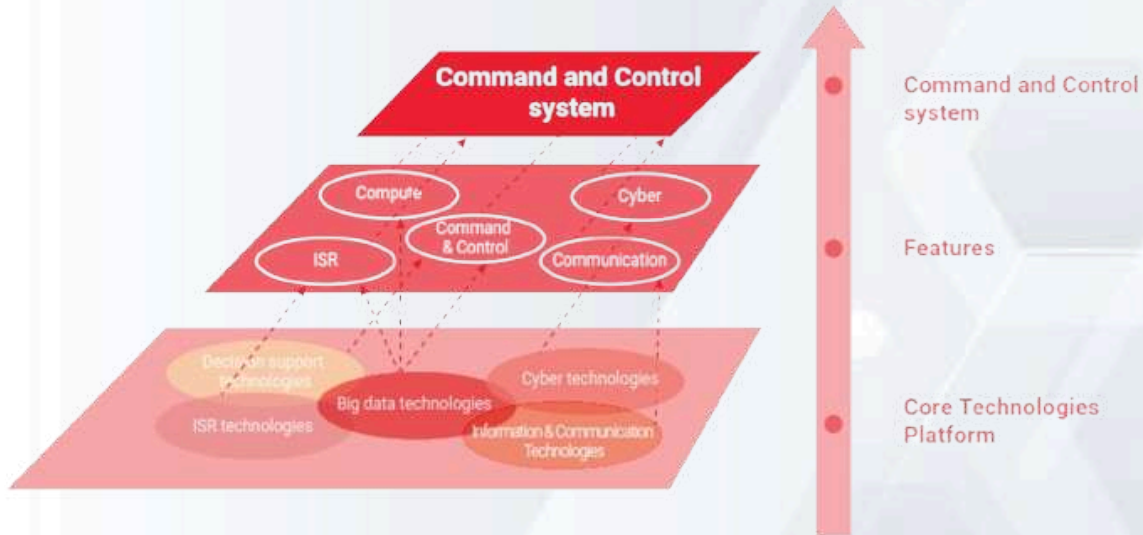 Command and Control
system
Command and Control
system
Compute
Cyber
Command
& Control
ISR
Communication
Features
Decision support
technologies
Cyber technologies
Big data technologies
ISR technologies
Information & Communication
Technologies
Core Technologies
Platform